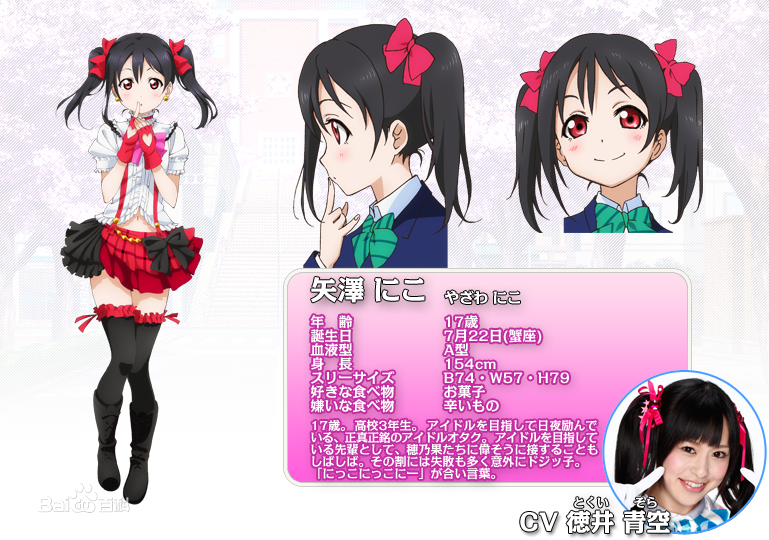 矢澤 にこ やざわ にこ
年 齢 17歳
誕生日 7月22日(蟹座)
血液型 A型
身 長 154cm
スリーサイズ B74・W57・H79
好きな食べ物 お菓子
嫌いな食べ物 辛いもの
17歳。高校3年生。アイドルを目指して日夜励んで
いる、正真正銘のアイドルオタク。アイドルを目指して
いる先輩として、穂乃果たちに偉そうに接することも
しばしば。その割には失敗も多く意外にドジッ子。
「にっこにっこにー」が合い言葉。
とくい ぞら
CV 徳井 青空
Bai 百科